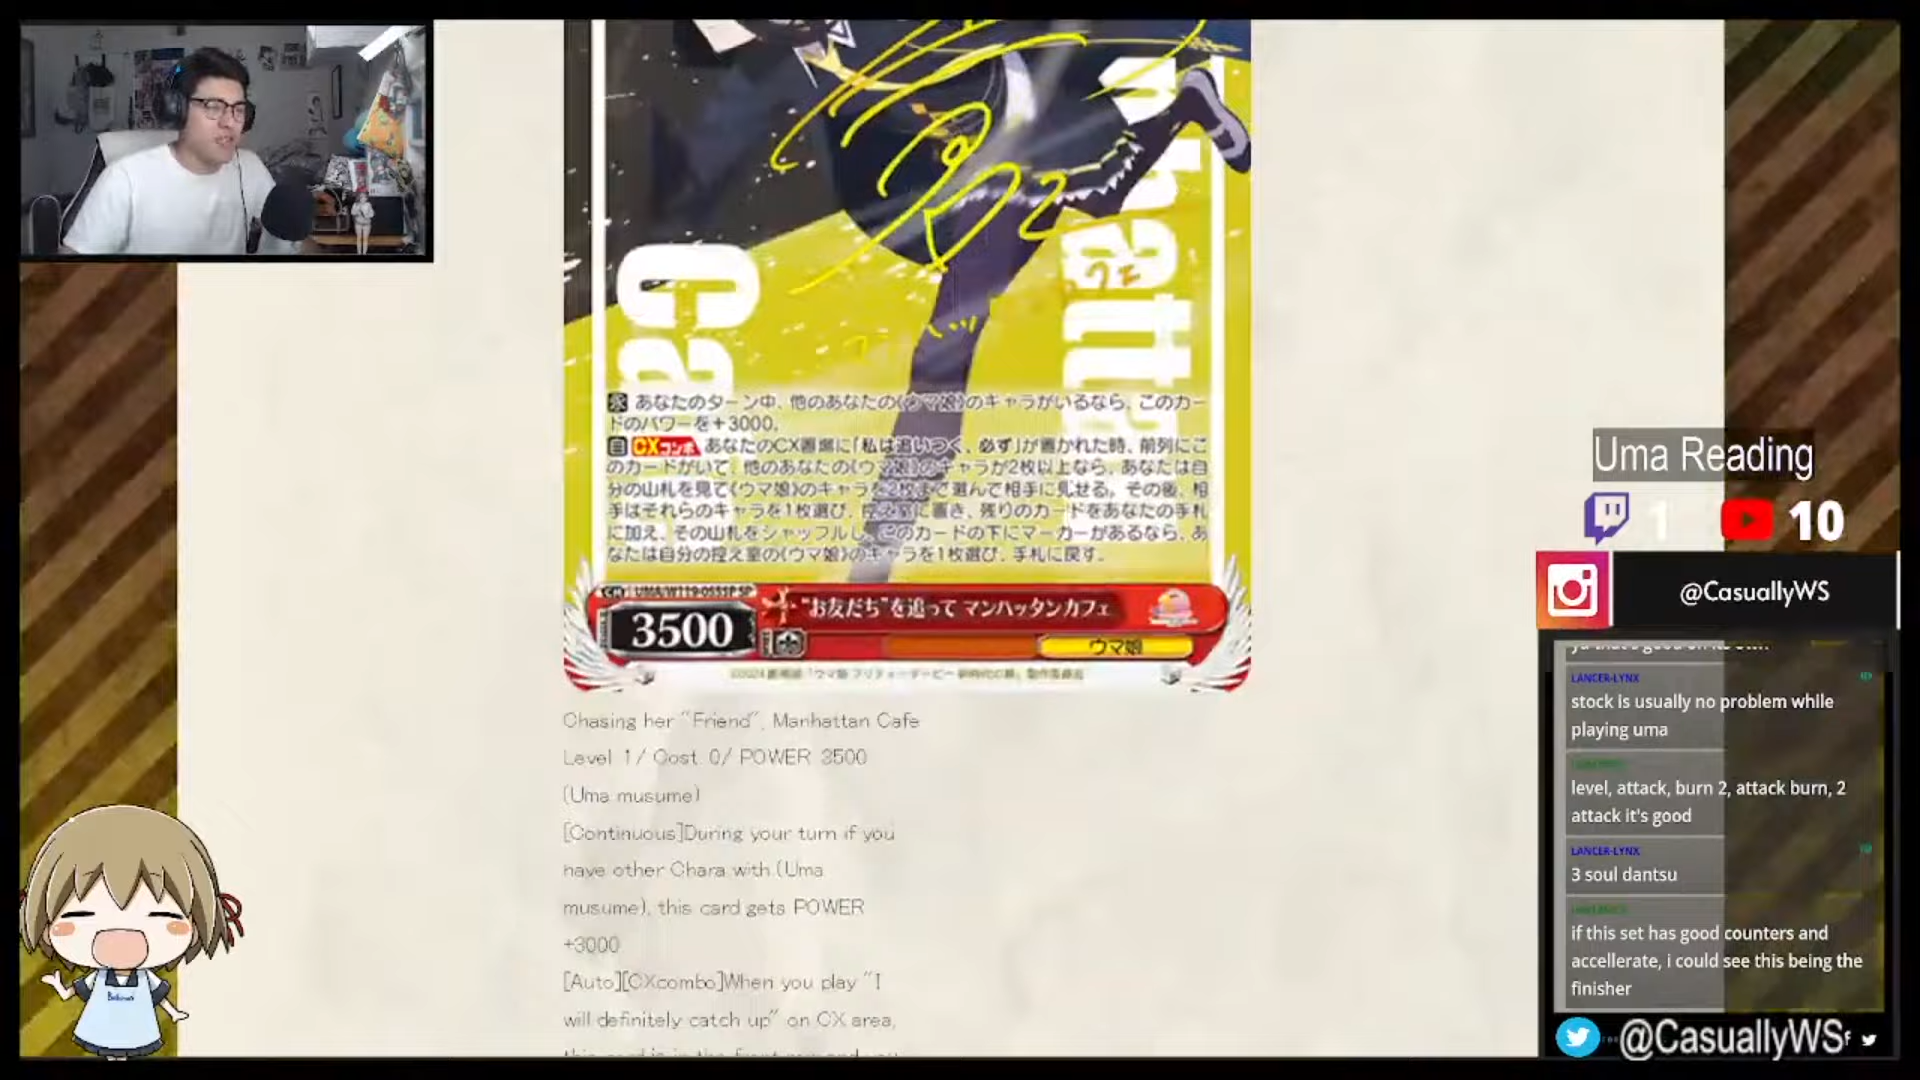 Ca
hatta
あなたのターン中、他のあなたの《ウマ娘》のキャラがいるなら、このカー
ドのパワーを+3000。
CXコンボ あなたのCX置場に「私は追いつく、必ず」が置かれた時、前列にこ
のカードがいて、他のあなたの《ウマ娘》のキャラが2枚以上なら、あなたは自
分の山札を見て《ウマ娘》のキャラを2枚まで選んで相手に見せる。その後、相
手はそれらのキャラを1枚選び、控え室に置き、残りのカードをあなたの手札
に加え、その山札をシャッフルし、このカードの下にマーカーがあるなら、あ
なたは自分の控え室の《ウマ娘》のキャラを1枚選び、手札に戻す。
3500
"お友だち"を追って マンハッタンカフェ
ウマ娘
Chasing her "Friend", Manhattan Cafe
Level 1/ Cost 0/ POWER 3500
(Uma musume)
[Continuous]During your turn if you
have other Chara with (Uma
musume), this card gets POWER
+3000
[Auto][CXcombo]When you play "I
will definitely catch up" on CX area,
Uma Reading
1
10
@CasuallyWS
LANCER-LYNX
stock is usually no problem while
playing uma
level, attack, burn 2, attack burn, 2
attack it's good
LANCER-LYNX
3 soul dantsu
if this set has good counters and
accellerate, i could see this being the
finisher
@CasuallyWS